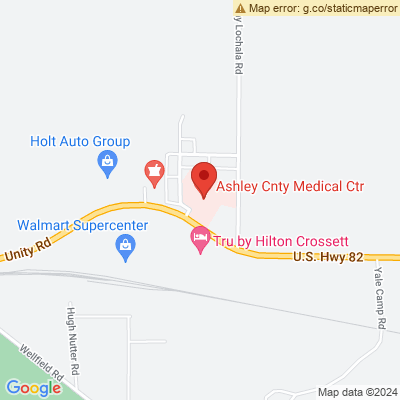 Map error: g.co/staticmaperror
y Lochala Rd
Holt Auto Group
Ashley Cnty Medical Ctr
Walmart Supercenter
Unity Rd
Tru by Hilton Crossett
U.S. Hwy 82
Yale Camp Rd
Hugh Nutter Rd
Wellfield Rd
Google
Map data ©2024